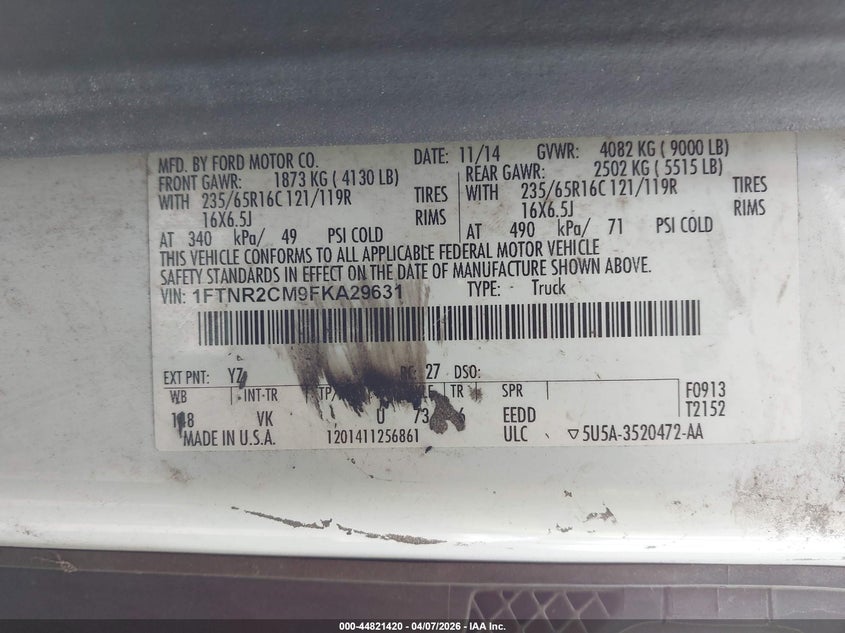 MFD. BY FORD MOTOR CO. DATE: 11/14 GVWR: 4082 KG ( 9000 LB)
FRONT GAWR: 1873 KG ( 4130 LB) REAR GAWR: 2502 KG ( 5515 LB)
WITH 235/65R16C 121/119R TIRES WITH 235/65R16C 121/119R TIRES
16X6.5J RIMS 16X6.5J RIMS
AT 340 kPa/ 49 PSI COLD AT 490 kPa/ 71 PSI COLD
THIS VEHICLE CONFORMS TO ALL APPLICABLE FEDERAL MOTOR VEHICLE
SAFETY STANDARDS IN EFFECT ON THE DATE OF MANUFACTURE SHOWN ABOVE.
VIN: 1FTNR2CM9FKA29631 TYPE: Truck
EXT PNT: YZ RC: 27 DSO:
WB INT-TR TR SPR F0913
VK U 73 6 EEDD T2152
MADE IN U.S.A. 1201411256861 ULC ▽5U5A-3520472-AA
000-44821420 04/07/2026 IAA Inc.